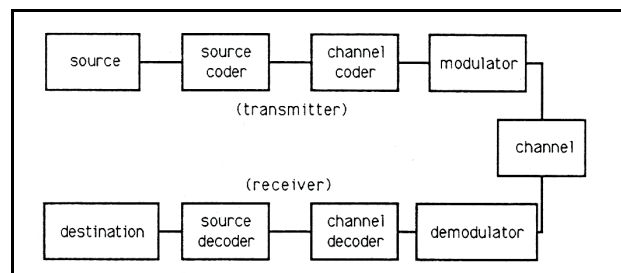 source
source
coder
channel
coder
modulator
(transmitter)
channel
(receiver)
destination
source
decoder
channel
decoder
demodulator